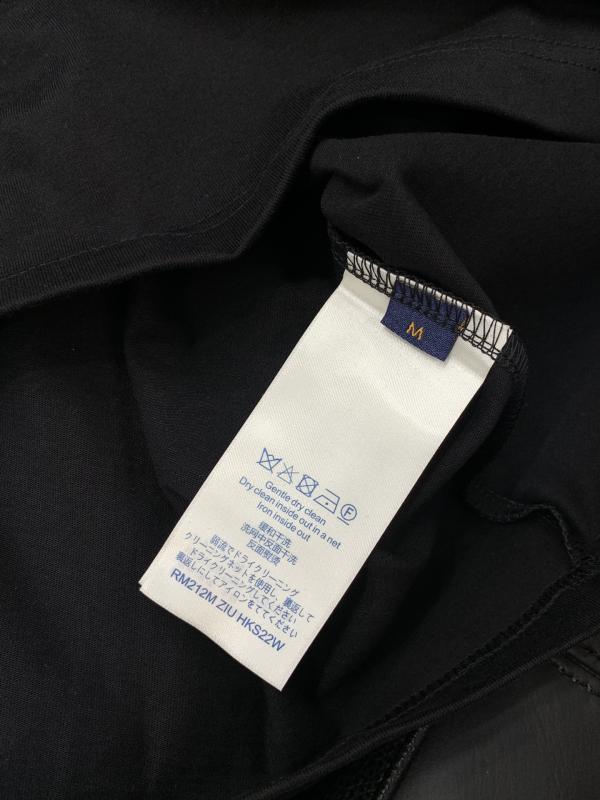 M
F
Gentle dry clean
Dry clean inside out in a net
Iron inside out
缓和干洗
洗网中反面干洗
反面熨烫
弱流でドライクリーニング
クリーニングネットを使用し、裏返して
ドライクリーニングしてください
裏返しにしてアイロンをてください
RM212M ZIU HKS22W